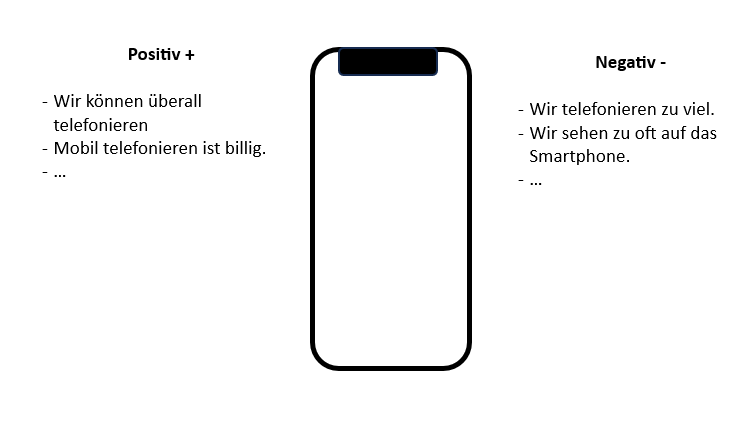 Positiv +
- Wir können überall
telefonieren
- Mobil telefonieren ist billig.
- ...
Negativ -
- Wir telefonieren zu viel.
- Wir sehen zu oft auf das
Smartphone.
- ...